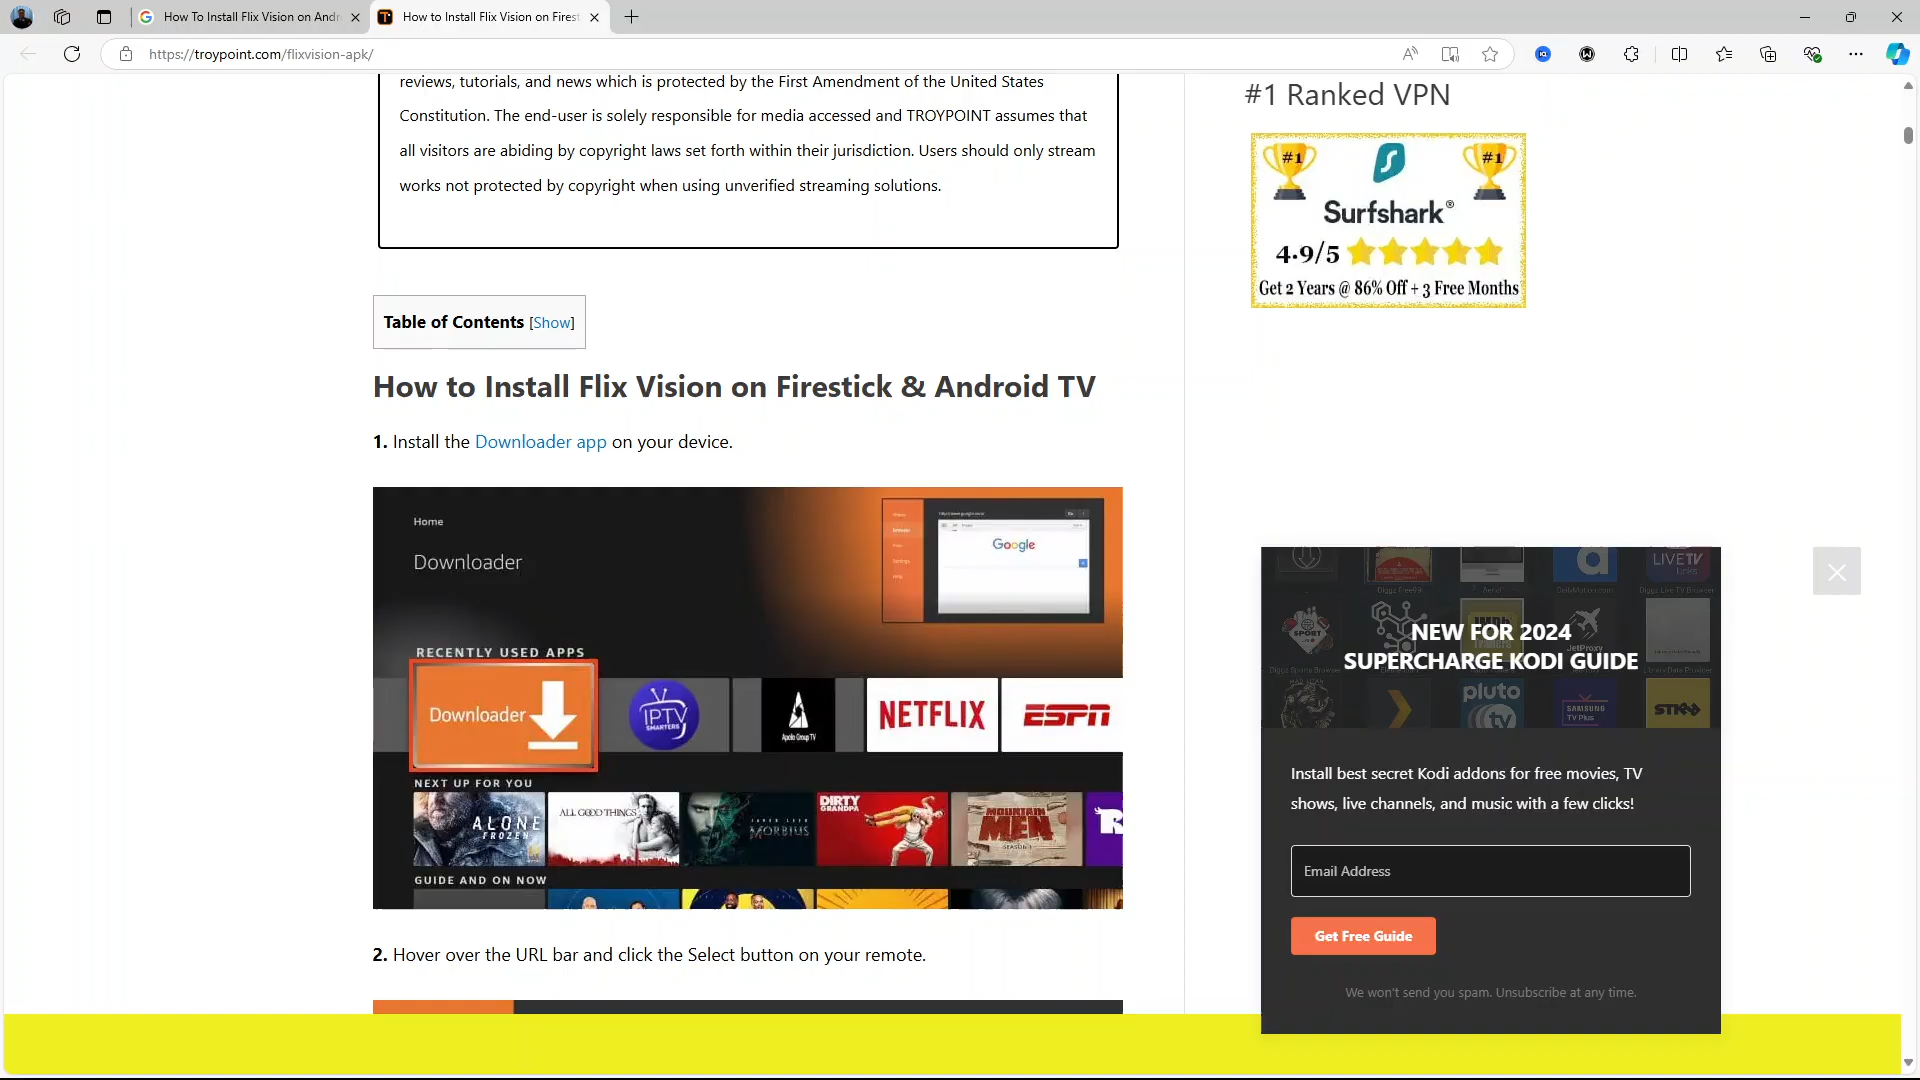 How To Install Flix Vision on Andr
How to Install Flix Vision on Firest
https://troypoint.com/flixvision-apk/
reviews, tutorials, and news which is protected by the First Amendment of the United States
Constitution. The end-user is solely responsible for media accessed and TROYPOINT assumes that
all visitors are abiding by copyright laws set forth within their jurisdiction. Users should only stream
works not protected by copyright when using unverified streaming solutions.
Table of Contents [Show]
How to Install Flix Vision on Firestick & Android TV
1. Install the Downloader app on your device.
Home
Downloader
Google
RECENTLY USED APPS
Downloader
IPTV
SMARTERS
Apollo Group TV
NETFLIX
ESPN
NEXT UP FOR YOU
ALONE
FROZEN
ALL GOOD THINGS
JARED LETO
MORBIUS
DIRTY
GRANDPA
MOUNTAIN
MEN
SEASON
GUIDE AND ON NOW
2. Hover over the URL bar and click the Select button on your remote.
#1 Ranked VPN
#1
#1
Surfshark®
4.9/5
Get 2 Years @ 86% Off + 3 Free Months
LIVETV
Links
NEW FOR 2024
SUPERCHARGE KODI GUIDE
SPORT
JetProxy
pluto
tv
SAMSUNG
TV Plus
Install best secret Kodi addons for free movies, TV
shows, live channels, and music with a few clicks!
Email Address
Get Free Guide
We won't send you spam. Unsubscribe at any time.